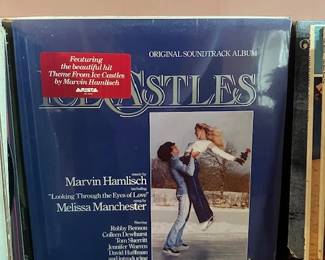 ORIGINAL SOUNDTRACK ALBUM
Featuring
the beautiful hit
Theme From Ice Castles
by Marvin Hamlisch
ARISTA
ICE CASTLES
music by
Marvin Hamlisch
including
"Looking Through the Eyes of Love"
sung by
Melissa Manchester
Starring
Robby Benson
Colleen Dewhurst
Tom Skerritt
Jennifer Warren
David Huffman
and introducing